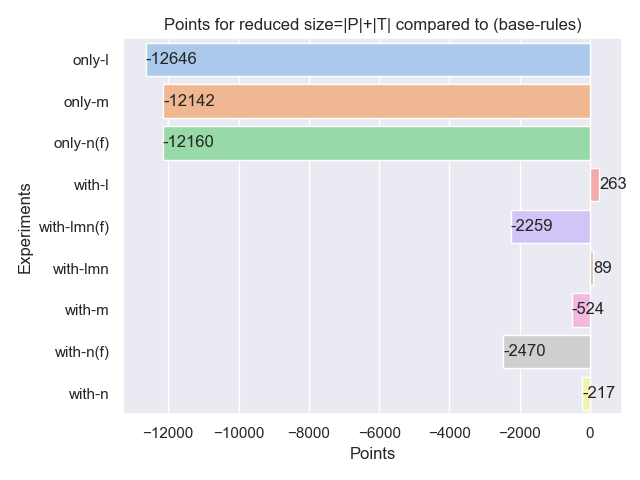 Points for reduced size=|P|+|T| compared to (base-rules)
Experiments
only-l
-12646
only-m
-12142
only-n(f)
-12160
with-l
263
with-lmn(f)
-2259
with-lmn
89
with-m
-524
with-n(f)
-2470
with-n
-217
−12000 −10000 −8000 −6000 −4000 −2000 0
Points